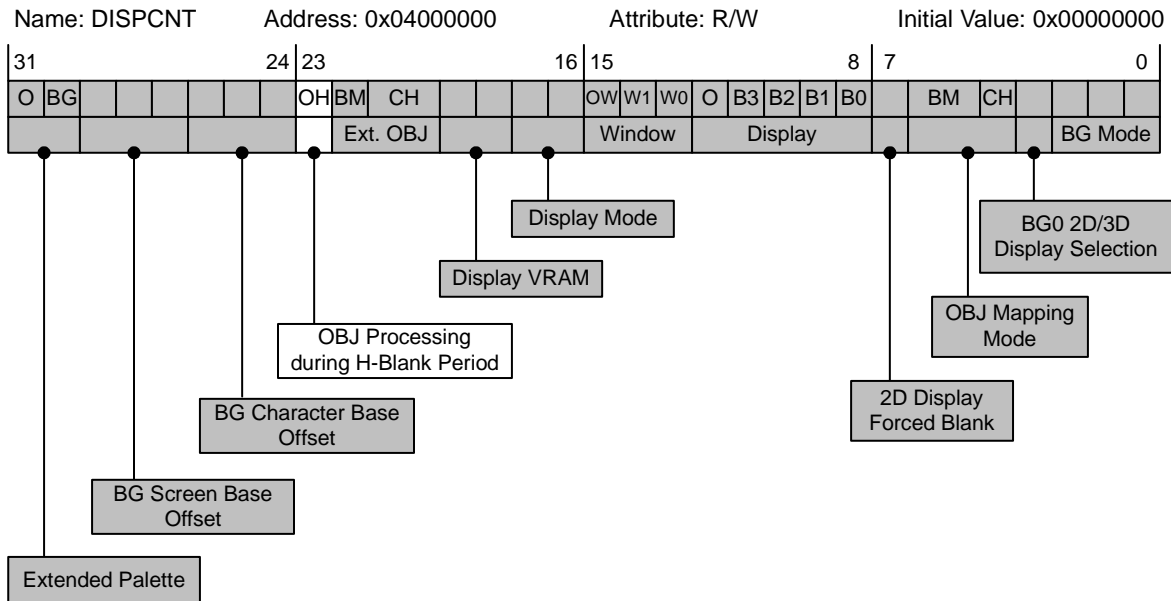 Name: DISPCNT Address: 0x04000000 Attribute: R/W Initial Value: 0x00000000
31 24 23 16 15 8 7 0
O BG OH BM CH OW W1 W0 O B3 B2 B1 B0 BM CH
Ext. OBJ Window Display BG Mode
Display Mode
BG0 2D/3D
Display Selection
Display VRAM
OBJ Mapping
Mode
OBJ Processing
during H-Blank Period
2D Display
Forced Blank
BG Character Base
Offset
BG Screen Base
Offset
Extended Palette